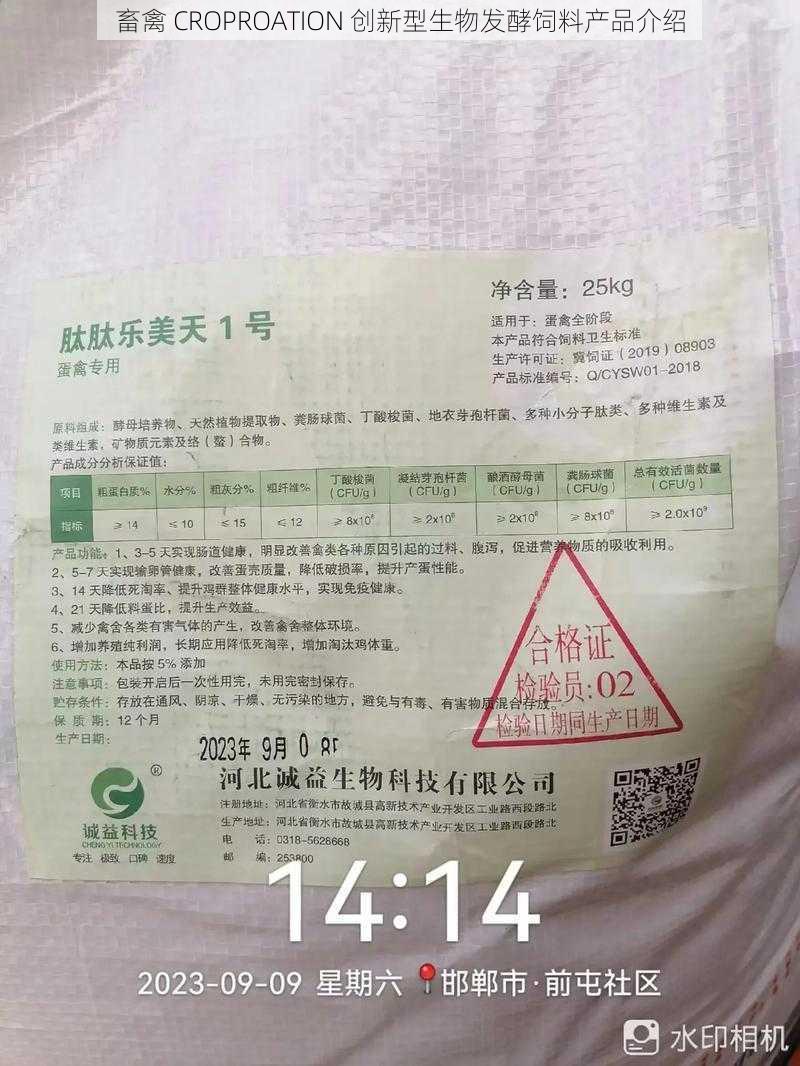 畜禽 CROPROATION 创新型生物发酵饲料产品介绍
肽肽乐美天 1 号
蛋禽专用
净含量：25kg
适用于：蛋禽全阶段
本产品符合饲料卫生标准
生产许可证：冀饲证（2019）08903
产品标准编号：Q/CYSW01-2018
原料组成：酵母培养物、天然植物提取物、粪肠球菌、丁酸梭菌、地衣芽孢杆菌、多种小分子肽类、多种维生素及
类维生素，矿物质元素及络（螯）合物。
产品成分分析保证值：
项目 粗蛋白质% 水分% 粗灰分% 粗纤维% 丁酸梭菌（CFU/g） 凝结芽孢杆菌（CFU/g） 酿酒酵母菌（CFU/g） 粪肠球菌（CFU/g） 总有效活菌数量（CFU/g）
指标 ≥ 14 ≤ 10 ≤ 15 ≤ 12 ≥ 8x10⁶ ≥ 2x10⁸ ≥ 2x10⁸ ≥ 8x10⁸ ≥ 2.0x10⁹
产品功能：1、3-5 天实现肠道健康，明显改善禽类各种原因引起的过料、腹泻，促进营养物质的吸收利用。
2、5-7 天实现输卵管健康，改善蛋壳质量，降低破损率，提升产蛋性能。
3、14 天降低死淘率、提升鸡群整体健康水平，实现免疫健康。
4、21 天降低料蛋比，提升生产效益。
5、减少禽舍各类有害气体的产生，改善禽舍整体环境。
6、增加养殖纯利润，长期应用降低死淘率，增加淘汰鸡体重。
使用方法：本品按 5% 添加
注意事项：包装开启后一次性用完，未用完密封保存。
贮存条件：存放在通风、阴凉、干燥、无污染的地方，避免与有毒、有害物质混合存放。
保 质 期：12 个月
生产日期：
2023年 9月 0 8
合格证
检验员：02
检验日期同生产日期
®
诚益科技
CHENG YI TECHNOLOGY
专注 极致 口碑 速度
河北诚益生物科技有限公司
注册地址：河北省衡水市故城县高新技术产业开发区工业路西段路北
生产地址：河北省衡水市故城县高新技术产业开发区工业路西段路北
电 话：0318-5628668
邮 编：253800
14:14
2023-09-09 星期六 邯郸市·前屯社区
水印相机